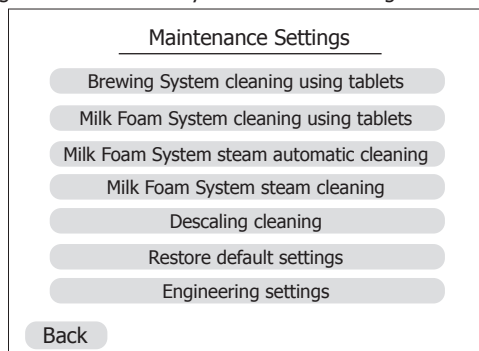 Maintenance Settings
Brewing System cleaning using tablets
Milk Foam System cleaning using tablets
Milk Foam System steam automatic cleaning
Milk Foam System steam cleaning
Descaling cleaning
Restore default settings
Engineering settings
Back